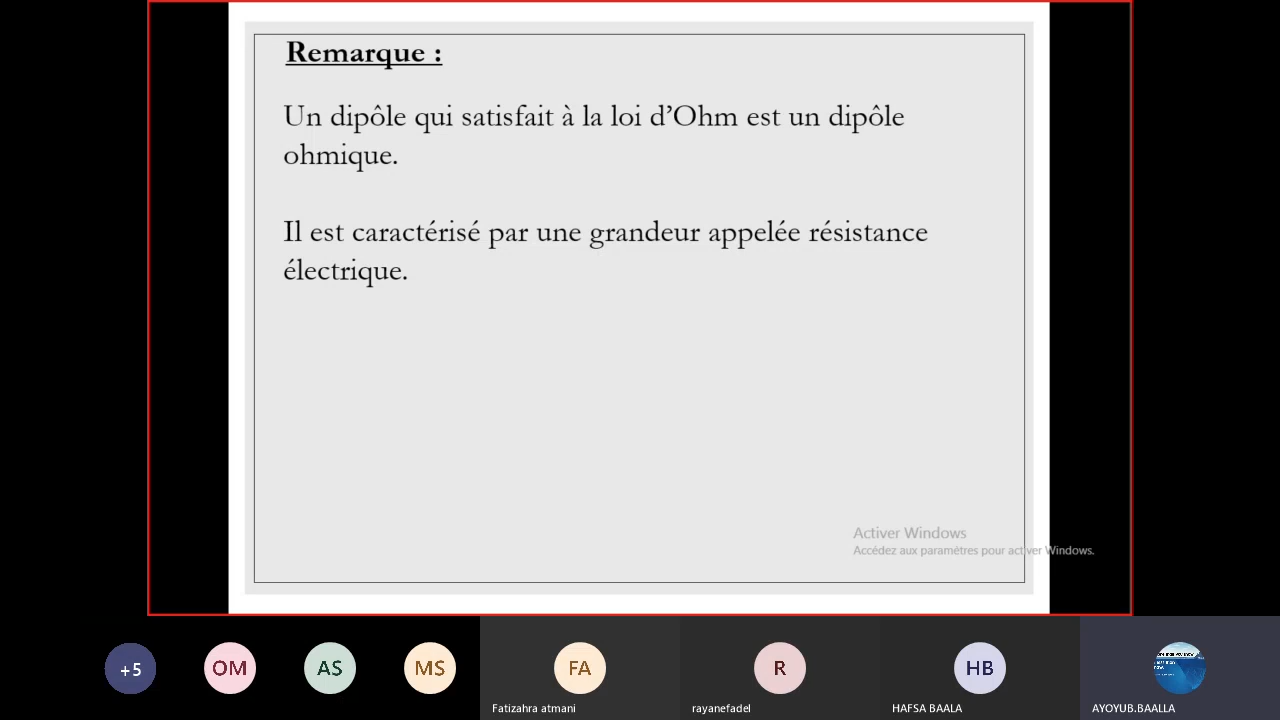 Remarque :
Un dipôle qui satisfait à la loi d’Ohm est un dipôle
ohmique.
Il est caractérisé par une grandeur appelée résistance
électrique.
Activer Windows
Accédez aux paramètres pour activer Windows.
+5
OM
AS
MS
FA
R
HB
Fatizahra atmani
rayanefadel
HAFSA BAALA
AYOYUB.BAALLA